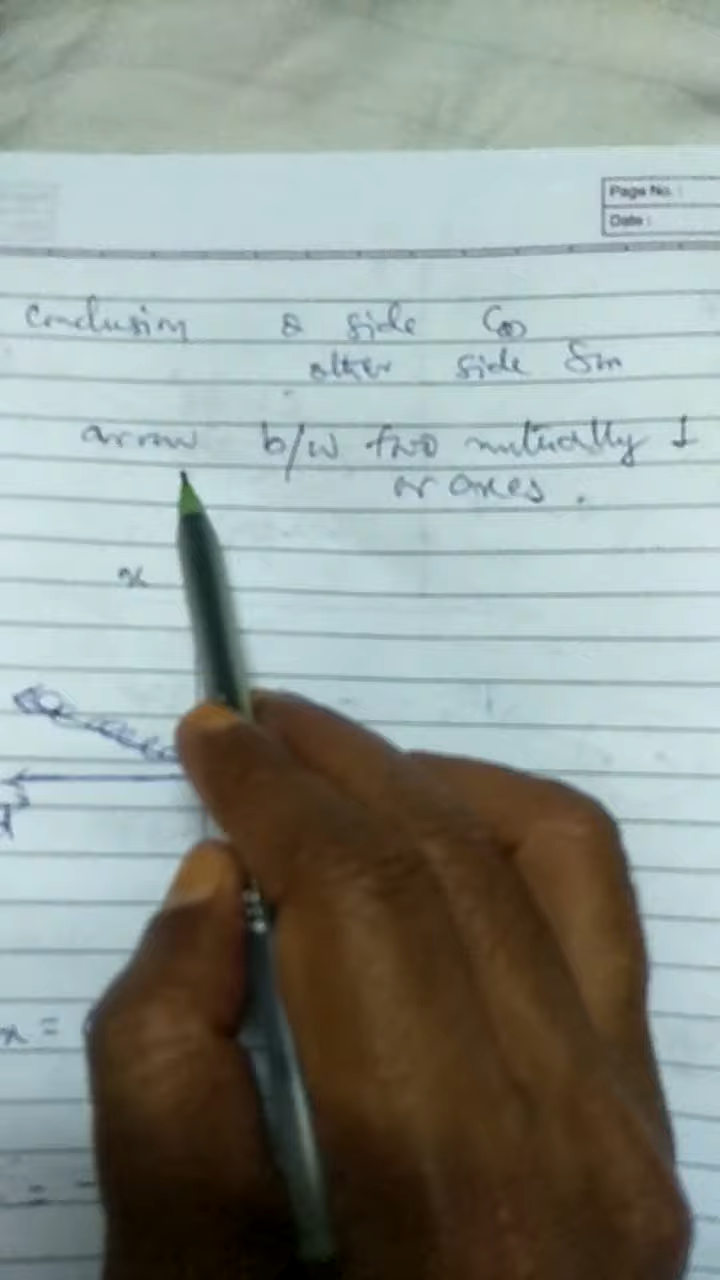 Page No. :
Date :
Conclusion θ side Cos
other side Sin
arrow b/w two mutually ⊥
or axes.
x
x =